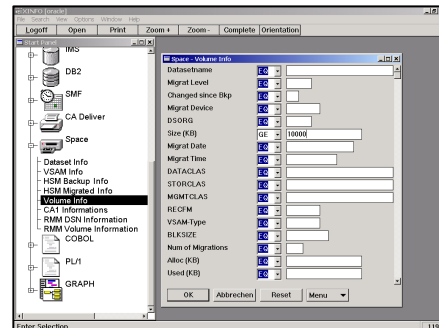 XINFO [oracle]
File Search View Options Window Help
Logoff Open Print Zoom + Zoom - Complete Orientation
Start Panel
IMS
DB2
SMF
CA Deliver
Space
Dataset Info
VSAM Info
HSM Backup Info
HSM Migrated Info
Volume Info
CA1 Informations
RMM DSN Information
RMM Volume Information
COBOL
PL/1
GRAPH
Space - Volume Info
Datasetname EQ
Migrat Level EQ
Changed since Bkp EQ
Migrat Device EQ
DSORG EQ
Size (KB) GE 10000
Migrat Date EQ
Migrat Time EQ
DATACLAS EQ
STORCLAS EQ
MGMTCLAS EQ
RECFM EQ
VSAM-Type EQ
BLKSIZE EQ
Num of Migrations EQ
Alloc (KB) EQ
Used (KB) EQ
OK Abbrechen Reset Menu
Enter Selection